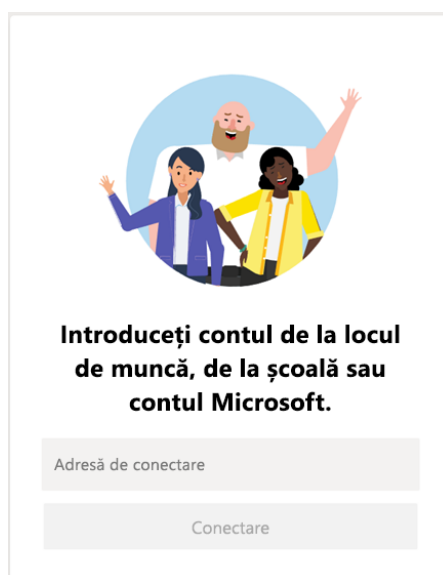 Introduceți contul de la locul
de muncă, de la școală sau
contul Microsoft.
Adresă de conectare
Conectare